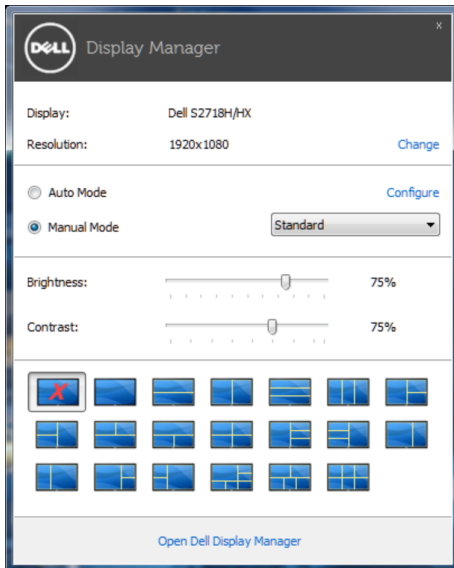 DELL Display Manager
x
Display: Dell S2718H/HX
Resolution: 1920x1080 Change
Auto Mode Configure
Manual Mode Standard
Brightness: 75%
Contrast: 75%
X
Open Dell Display Manager